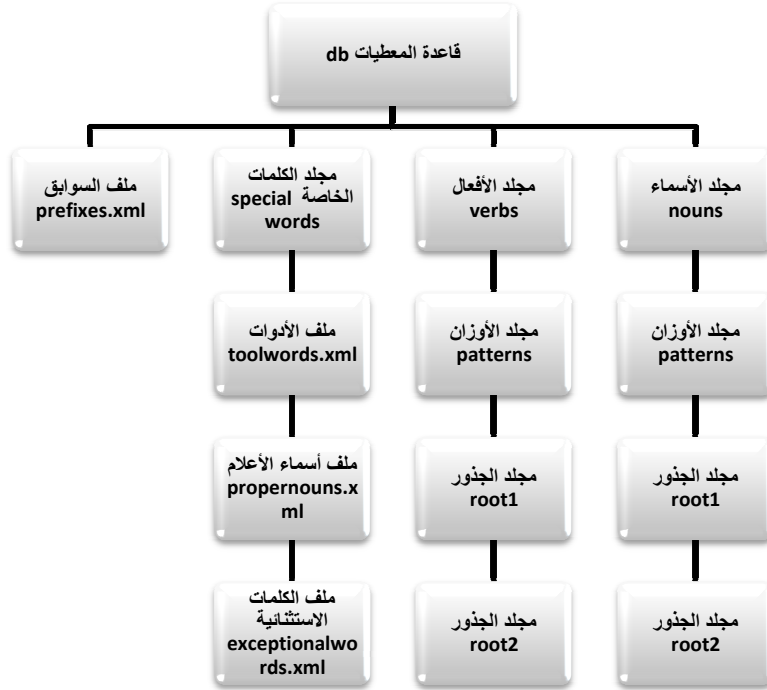 قاعدة المعطيات db
مجلد الأسماء
nouns
مجلد الأفعال
verbs
مجلد الكلمات
الخاصة special
words
ملف السوابق
prefixes.xml
مجلد الأوزان
patterns
مجلد الأوزان
patterns
ملف الأدوات
toolwords.xml
مجلد الجذور
root1
مجلد الجذور
root1
ملف أسماء الأعلام
propernouns.x
ml
مجلد الجذور
root2
مجلد الجذور
root2
ملف الكلمات
الاستثنائية
exceptionalwo
rds.xml